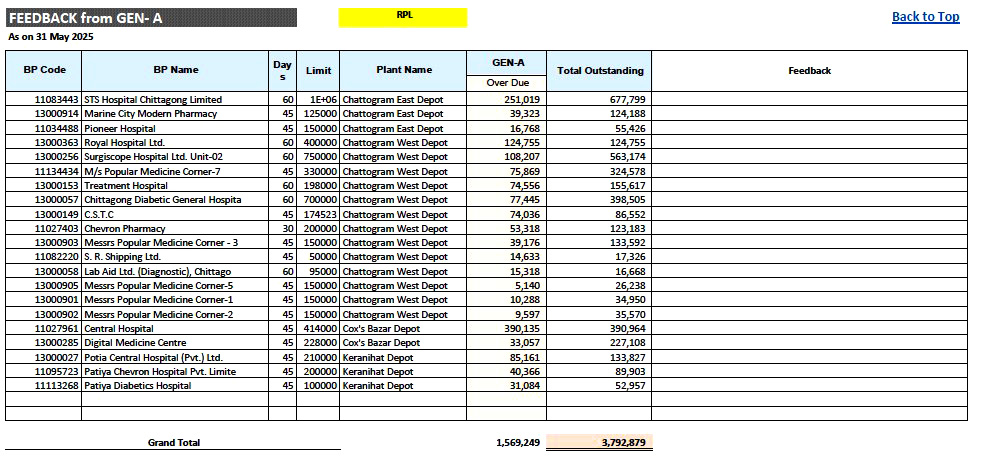 FEEDBACK from GEN- A RPL Back to Top
As on 31 May 2025
BP Code BP Name Day s Limit Plant Name GEN-A Over Due Total Outstanding Feedback
11083443 STS Hospital Chittagong Limited 60 1E+06 Chattogram East Depot 251,019 677,799
13000914 Marine City Modern Pharmacy 45 125000 Chattogram East Depot 39,323 124,188
11034488 Pioneer Hospital 45 150000 Chattogram East Depot 16,768 55,426
13000363 Royal Hospital Ltd. 60 400000 Chattogram West Depot 124,755 124,755
13000256 Surgiscope Hospital Ltd. Unit-02 60 750000 Chattogram West Depot 108,207 563,174
11134434 M/s Popular Medicine Corner-7 45 330000 Chattogram West Depot 75,869 324,578
13000153 Treatment Hospital 60 198000 Chattogram West Depot 74,556 155,617
13000057 Chittagong Diabetic General Hospita 60 700000 Chattogram West Depot 77,445 398,505
13000149 C.S.T.C 45 174523 Chattogram West Depot 74,036 86,552
11027403 Chevron Pharmacy 30 200000 Chattogram West Depot 53,318 123,183
13000903 Messrs Popular Medicine Corner - 3 45 150000 Chattogram West Depot 39,176 133,592
11082220 S. R. Shipping Ltd. 45 50000 Chattogram West Depot 14,633 17,326
13000058 Lab Aid Ltd. (Diagnostic), Chittago 60 95000 Chattogram West Depot 15,318 16,668
13000905 Messrs Popular Medicine Corner-5 45 150000 Chattogram West Depot 5,140 26,238
13000901 Messrs Popular Medicine Corner-1 45 150000 Chattogram West Depot 10,288 34,950
13000902 Messrs Popular Medicine Corner-2 45 150000 Chattogram West Depot 9,597 35,570
11027961 Central Hospital 45 414000 Cox's Bazar Depot 390,135 390,964
13000285 Digital Medicine Centre 45 228000 Cox's Bazar Depot 33,057 227,108
13000027 Potia Central Hospital (Pvt.) Ltd. 45 210000 Keranihat Depot 85,161 133,827
11095723 Patiya Chevron Hospital Pvt. Limite 45 200000 Keranihat Depot 40,366 89,903
11113268 Patiya Diabetics Hospital 45 100000 Keranihat Depot 31,084 52,957
Grand Total 1,569,249 3,792,879